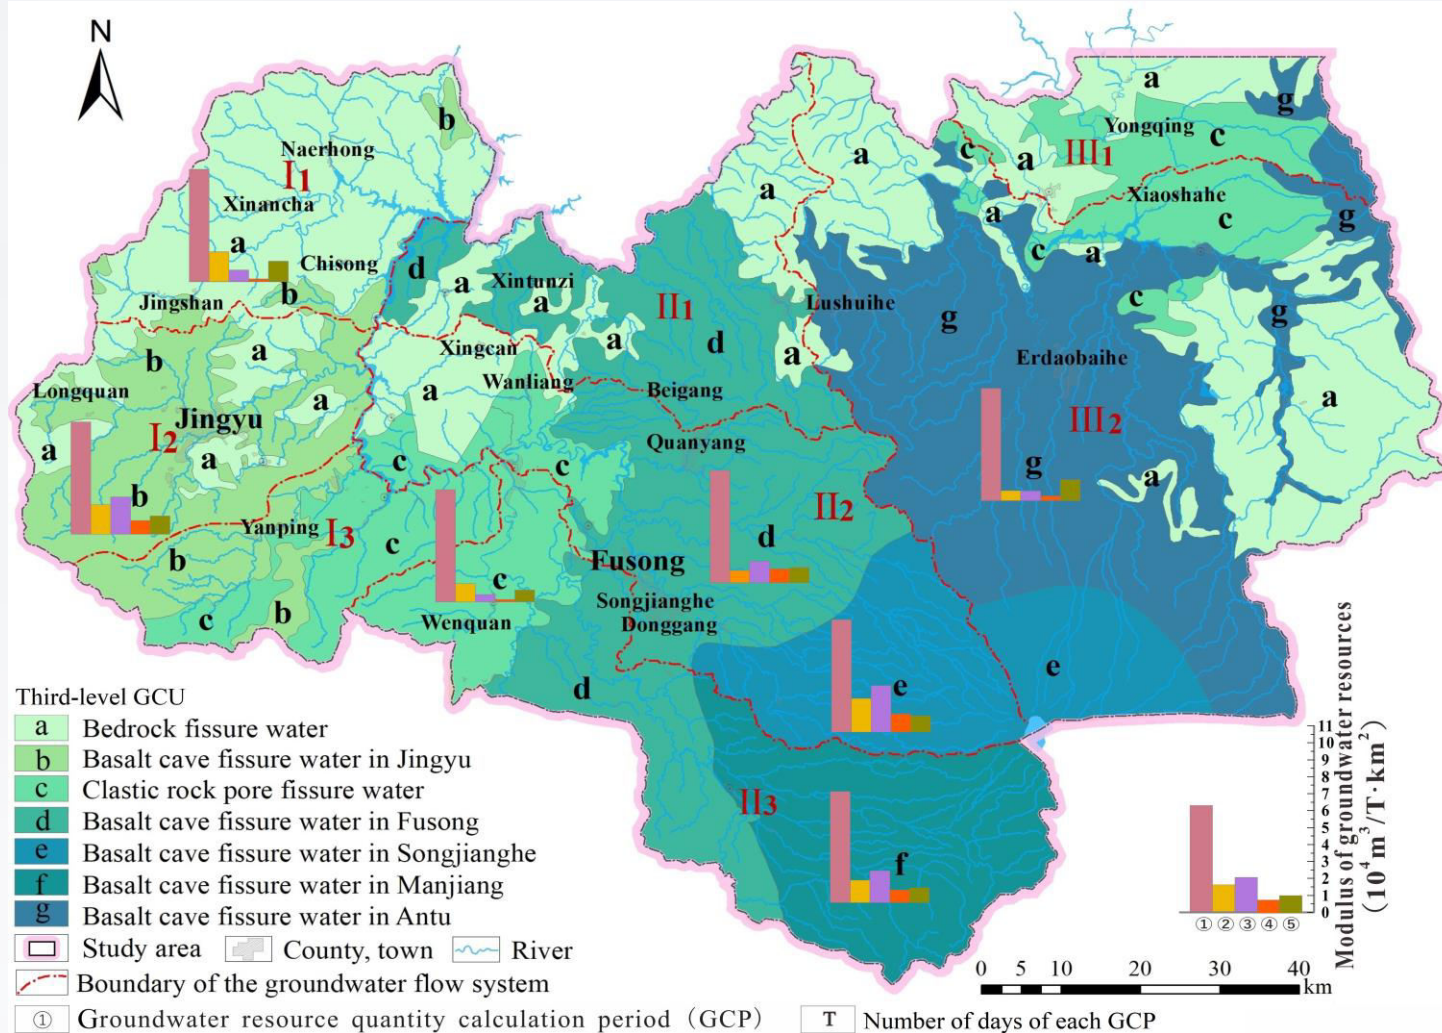 N
b
Naerhong
I1
Xinancha
a
Chisong
b
Jingshan
b
a
Longquan
a
Jingyu
I2
a
a
b
Yanping
I3
b
c
b
d
a
Xintunzi
a
II1
a
Xingcan
Wanliang
d
a
a
Beigang
Quanyang
c
c
c
c
Wenquan
Fusong
d
II2
Songjianghe
Donggang
d
e
e
II3
f
a
a
Lushuihe
g
a
g
Yongqing
c
c
a
III1
Xiaoshahe
a
c
g
c
a
c
g
Erdaobaihe
a
III2
g
a
Third-level GCU
a Bedrock fissure water
b Basalt cave fissure water in Jingyu
c Clastic rock pore fissure water
d Basalt cave fissure water in Fusong
e Basalt cave fissure water in Songjianghe
f Basalt cave fissure water in Manjiang
g Basalt cave fissure water in Antu
Study area County, town River
Boundary of the groundwater flow system
① Groundwater resource quantity calculation period (GCP) T Number of days of each GCP
11
10
9
8
7
6
5
4
3
2
1
0
① ② ③ ④ ⑤
Modulus of groundwater resources
(10⁴m³/T·km²)
0 5 10 20 30 40
km